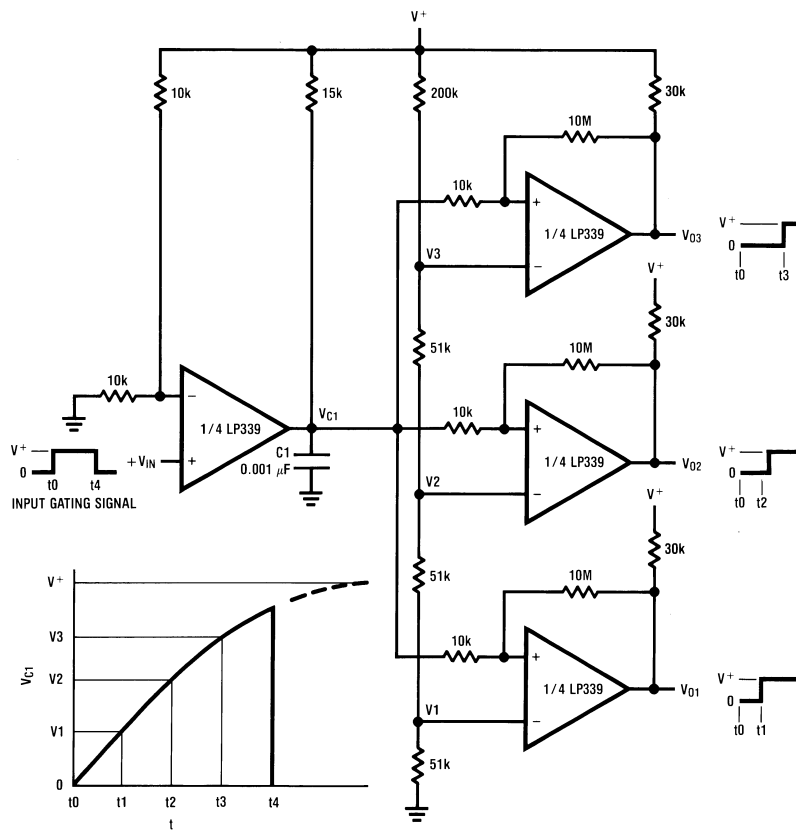 V+
10k
15k
200k
30k
10M
10k
+
1/4 LP339
−
VO3
V+
0
t0
t3
V3
V+
30k
51k
10M
10k
−
1/4 LP339
+
VC1
C1
0.001 μF
10k
+
1/4 LP339
−
VO2
V+
0
t0
t2
V+
0
t0
t4
+VIN
INPUT GATING SIGNAL
V2
V+
30k
51k
10M
10k
+
1/4 LP339
−
VO1
V+
0
t0
t1
V1
51k
V+
V3
V2
V1
0
VC1
t0
t1
t2
t3
t4
t